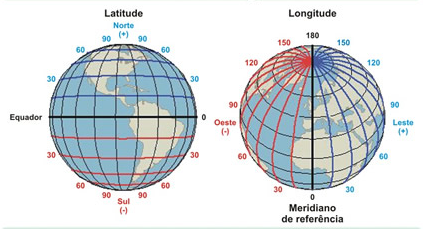 Latitude
Norte
(+)
90 90
60 60
30 30
Equador 0
30 30
60 60
90 90
Sul
(-)
Longitude
180
150 150
120 120
90 90
Oeste
(-)
Leste
(+)
60 60
30 30
0
Meridiano
de referência